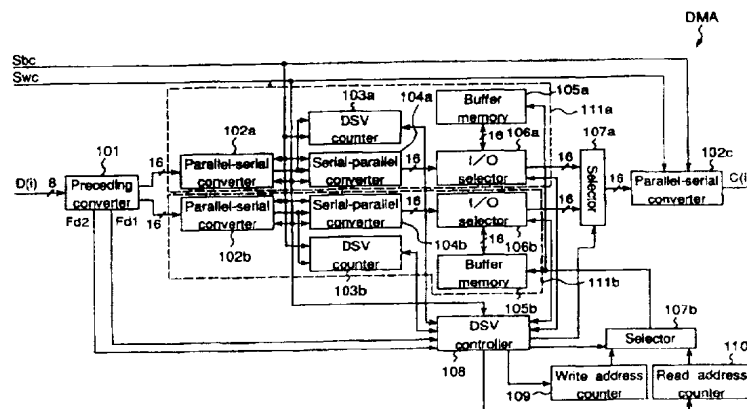 DMA
Sbc
Swc
105a
103a
104a
Buffer
memory
111a
102a
DSV
counter
106a
107a
101
16
102c
16
Parallel-serial
converter
Serial-parallel
converter
16
I/O
selector
16
Selector
16
D(i)
8
Preceding
converter
Parallel-serial
converter
C(i
Fd2
Fd1
16
Parallel-serial
converter
Serial-parallel
converter
16
I/O
selector
16
102b
DSV
counter
104b
16
106b
103b
Buffer
memory
111b
105b
107b
DSV
controller
Selector
110
108
109
Write address
counter
Read address
counter